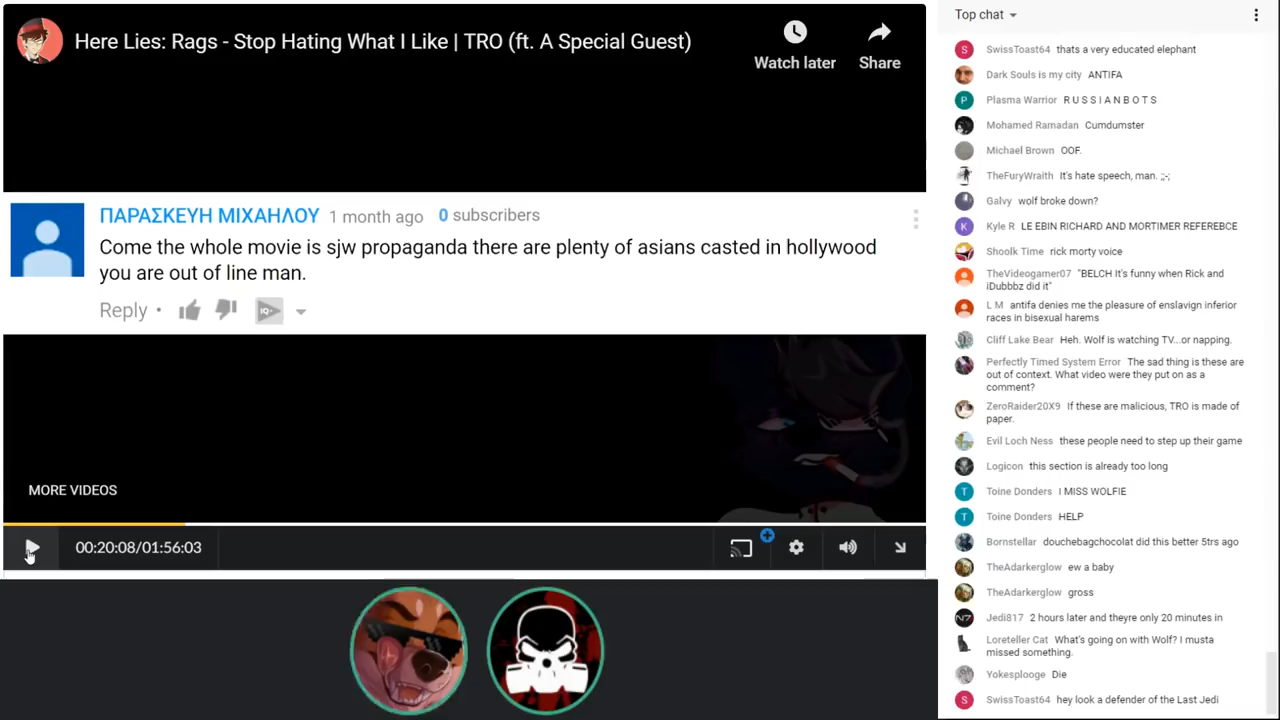 Here Lies: Rags - Stop Hating What I Like | TRO (ft. A Special Guest)
Watch later
Share
ΠΑΡΑΣΚΕΥΗ ΜΙΧΑΗΛΟΥ 1 month ago 0 subscribers
Come the whole movie is sjw propaganda there are plenty of asians casted in hollywood
you are out of line man.
Reply •
IQ+
MORE VIDEOS
00:20:08/01:56:03
Top chat
S SwissToast64 thats a very educated elephant
Dark Souls is my city ANTIFA
P Plasma Warrior R U S S I A N B O T S
Mohamed Ramadan Cumdumster
Michael Brown OOF.
TheFuryWraith It's hate speech, man. ;;-;
Galvy wolf broke down?
K Kyle R LE EBIN RICHARD AND MORTIMER REFEREBCE
Shoolk Time rick morty voice
TheVideogamer07 "BELCH It's funny when Rick and
iDubbbz did it"
L M antifa denies me the pleasure of enslavign inferior
races in bisexual harems
Cliff Lake Bear Heh. Wolf is watching TV...or napping.
Perfectly Timed System Error The sad thing is these are
out of context. What video were they put on as a
comment?
ZeroRaider20X9 If these are malicious, TRO is made of
paper.
Evil Loch Ness these people need to step up their game
Logicon this section is already too long
T Toine Donders I MISS WOLFIE
T Toine Donders HELP
Bornstellar douchebagchocolat did this better 5trs ago
TheAdarkerglow ew a baby
TheAdarkerglow gross
N7 Jedi817 2 hours later and theyre only 20 minutes in
Loreteller Cat What's going on with Wolf? I musta
missed something.
Yokesplooge Die
S SwissToast64 hey look a defender of the Last Jedi